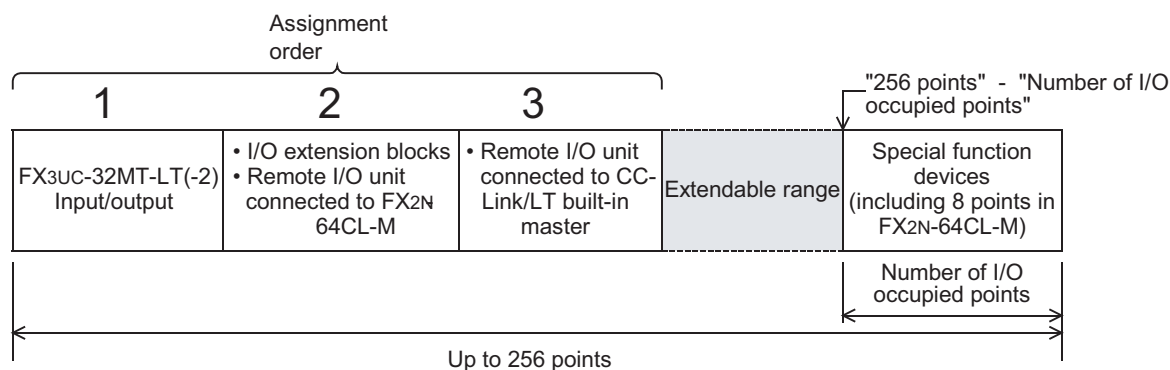 Assignment
order
1
2
3
"256 points" - "Number of I/O
occupied points"
FX3UC-32MT-LT(-2)
Input/output
• I/O extension blocks
• Remote I/O unit
connected to FX2N-
64CL-M
• Remote I/O unit
connected to CC-
Link/LT built-in
master
Extendable range
Special function
devices
(including 8 points in
FX2N-64CL-M)
Number of I/O
occupied points
Up to 256 points